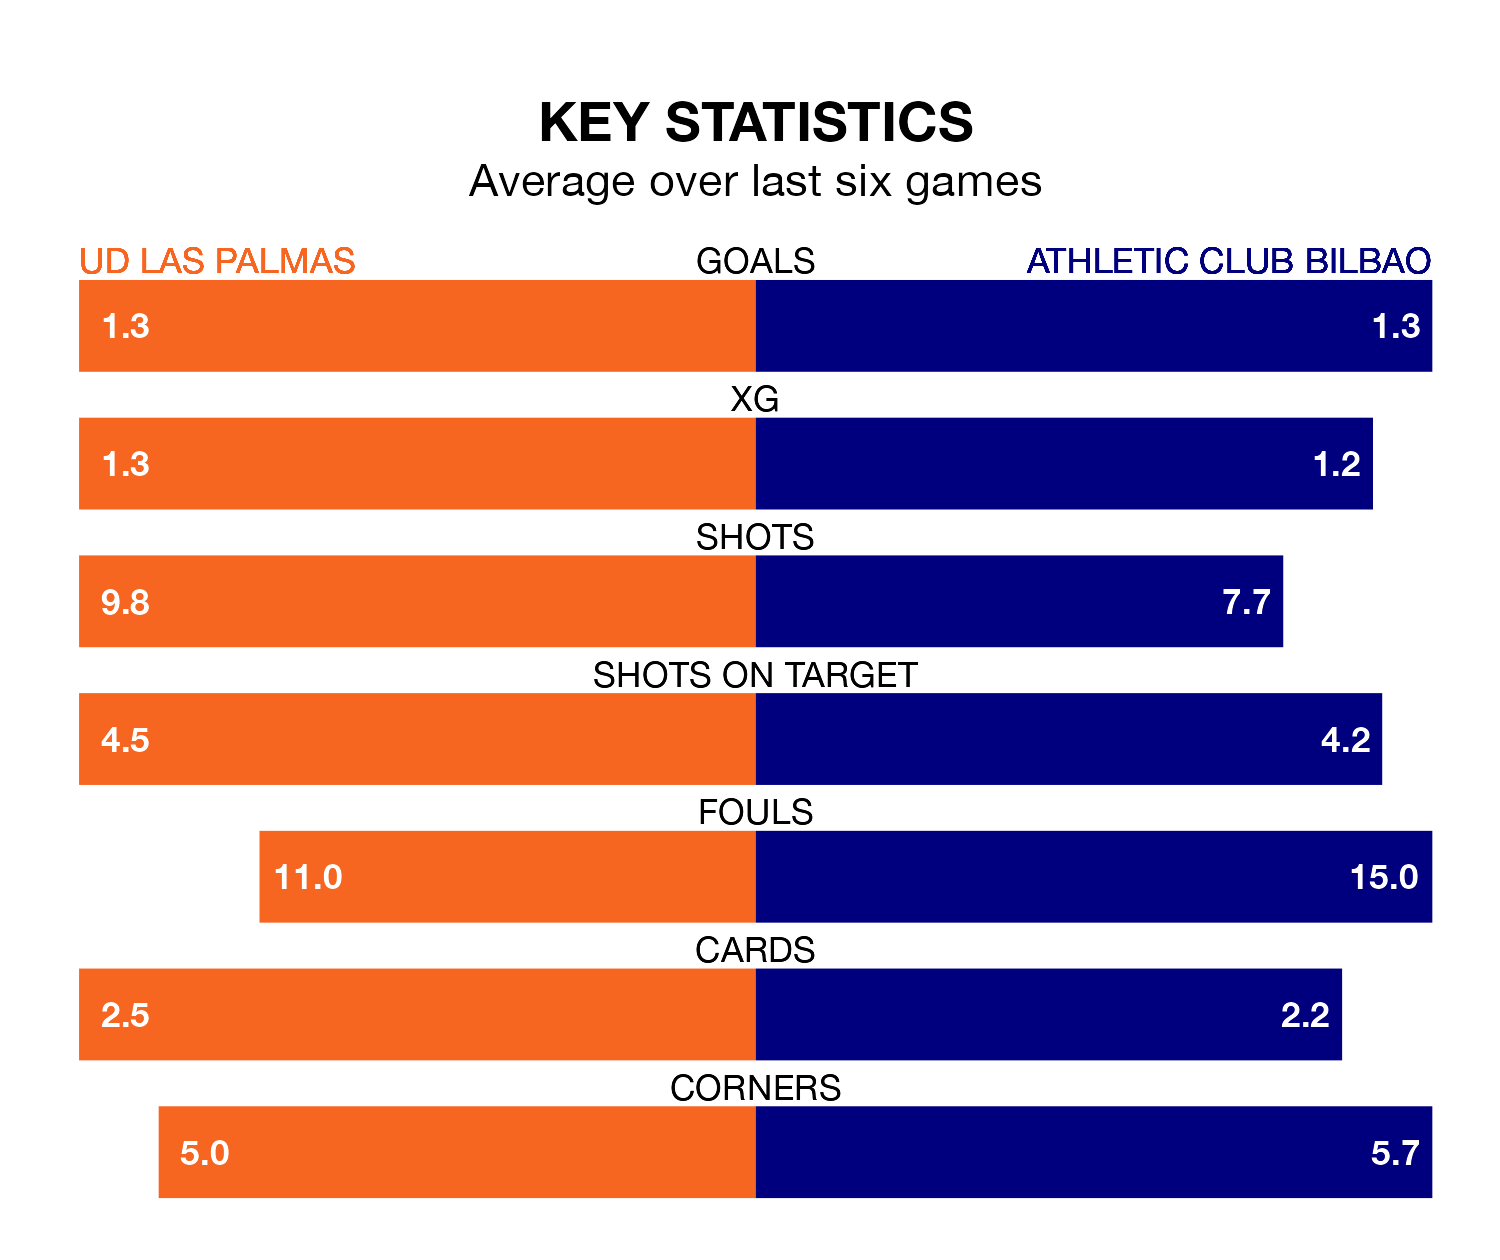 KEY STATISTICS
Average over last six games
UD LAS PALMAS GOALS ATHLETIC CLUB BILBAO
1.3 1.3
XG
1.3 1.2
SHOTS
9.8 7.7
SHOTS ON TARGET
4.5 4.2
FOULS
11.0 15.0
CARDS
2.5 2.2
CORNERS
5.0 5.7